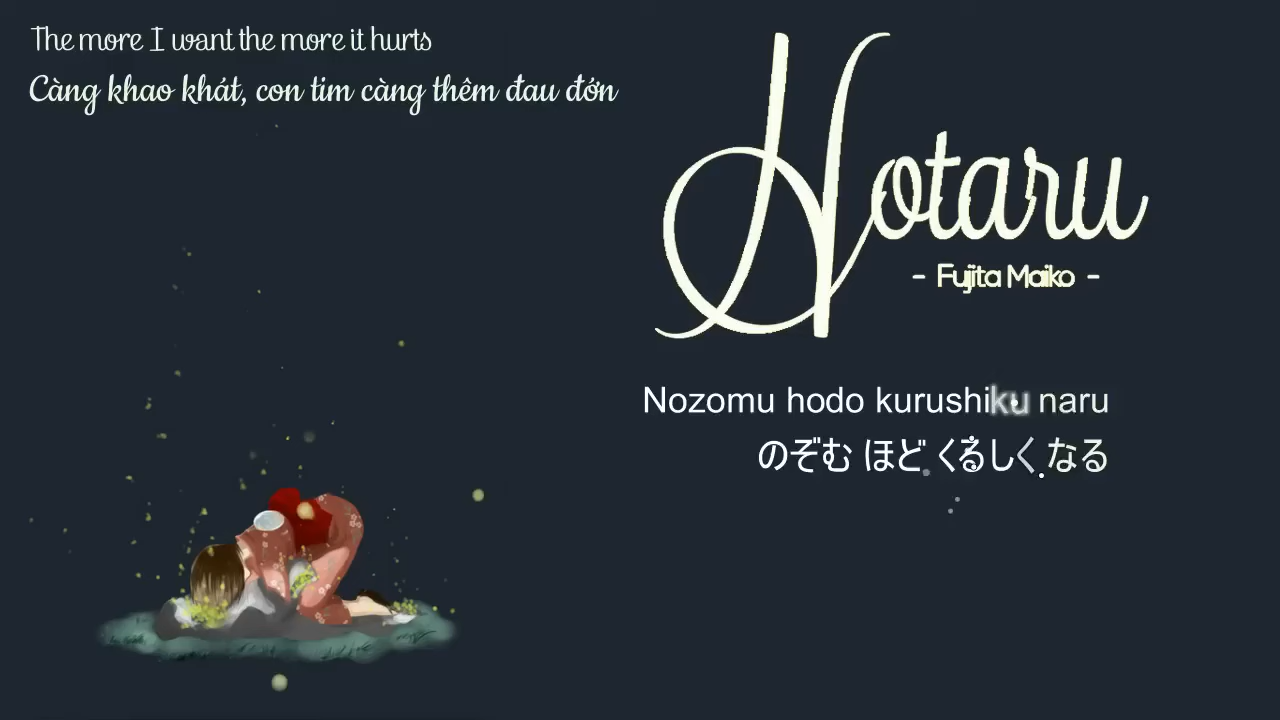 The more I want the more it hurts
Càng khao khát, con tim càng thêm đau đớn
Hotaru
- Fujita Maiko -
Nozomu hodo kurushiku naru
のぞむ ほど くるしく なる